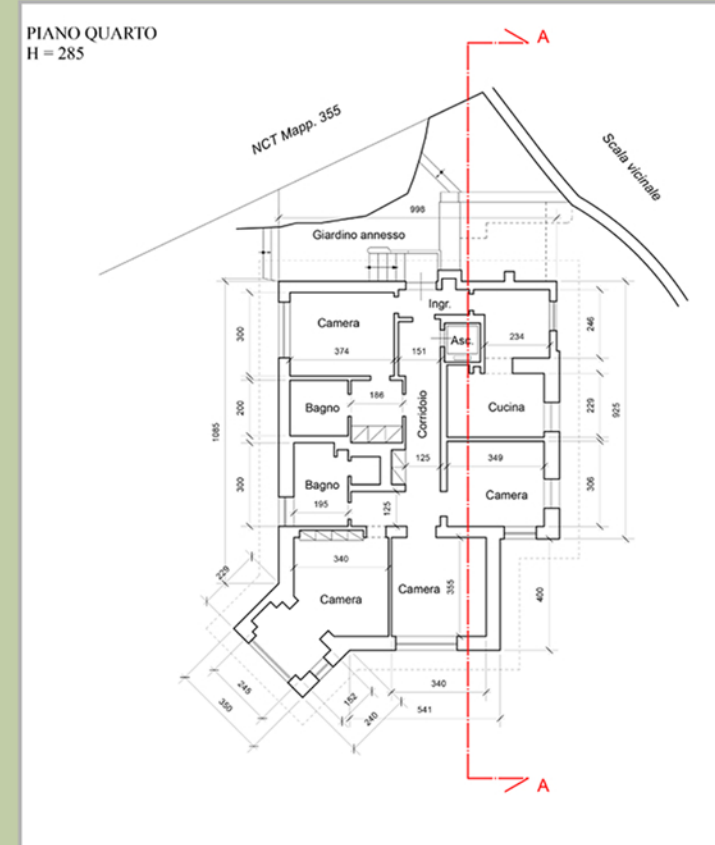 PIANO QUARTO
H = 285
A
NCT Mapp. 355
Scala vicinale
998
Giardino annesso
Ingr.
Camera
300
374
151
Asc.
234
246
Bagno
186
200
Corridoio
Cucina
229
925
1085
300
Bagno
195
125
125
349
Camera
306
340
Camera
Camera
355
400
229
245
350
182
240
340
541
A